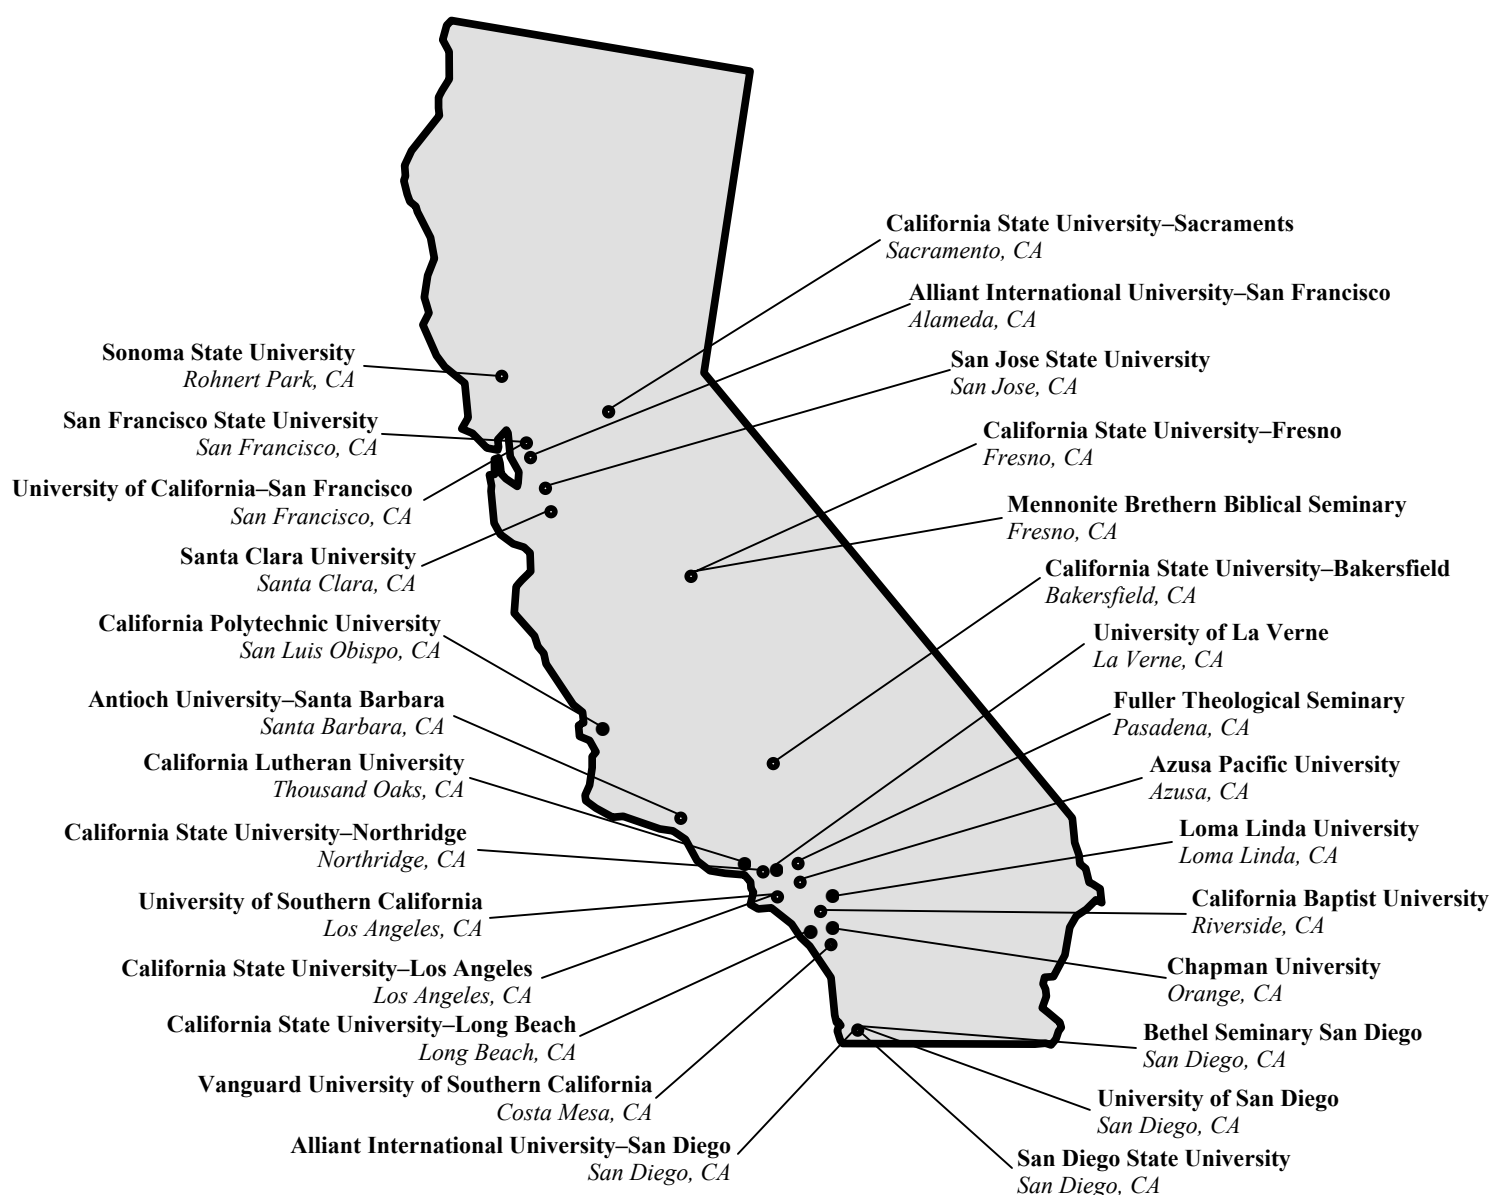 California State University–Sacraments
Sacramento, CA
Alliant International University–San Francisco
Alameda, CA
San Jose State University
San Jose, CA
California State University–Fresno
Fresno, CA
Mennonite Brethern Biblical Seminary
Fresno, CA
California State University–Bakersfield
Bakersfield, CA
University of La Verne
La Verne, CA
Fuller Theological Seminary
Pasadena, CA
Azusa Pacific University
Azusa, CA
Loma Linda University
Loma Linda, CA
California Baptist University
Riverside, CA
Chapman University
Orange, CA
Bethel Seminary San Diego
San Diego, CA
University of San Diego
San Diego, CA
San Diego State University
San Diego, CA
Sonoma State University
Rohnert Park, CA
San Francisco State University
San Francisco, CA
University of California–San Francisco
San Francisco, CA
Santa Clara University
Santa Clara, CA
California Polytechnic University
San Luis Obispo, CA
Antioch University–Santa Barbara
Santa Barbara, CA
California Lutheran University
Thousand Oaks, CA
California State University–Northridge
Northridge, CA
University of Southern California
Los Angeles, CA
California State University–Los Angeles
Los Angeles, CA
California State University–Long Beach
Long Beach, CA
Vanguard University of Southern California
Costa Mesa, CA
Alliant International University–San Diego
San Diego, CA